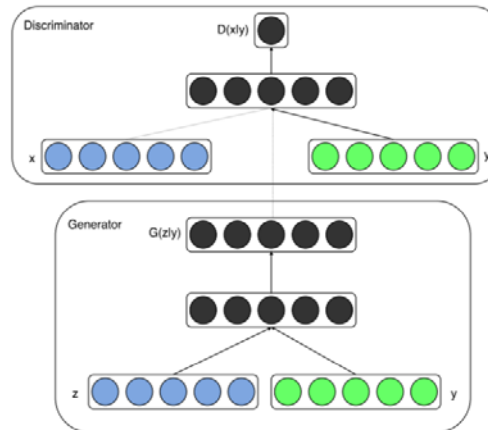 Discriminator
D(x|y)
x
y
Generator
G(z|y)
z
y